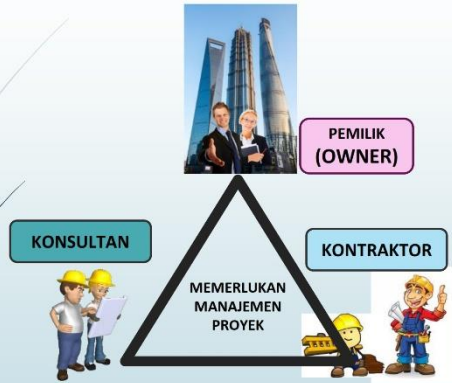 PEMILIK
(OWNER)
KONSULTAN
KONTRAKTOR
MEMERLUKAN
MANAJEMEN
PROYEK